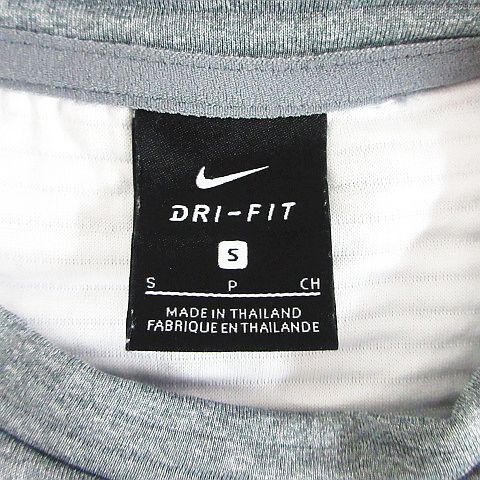 DRI-FIT
S
S P CH
MADE IN THAILAND
FABRIQUE EN THAILANDE